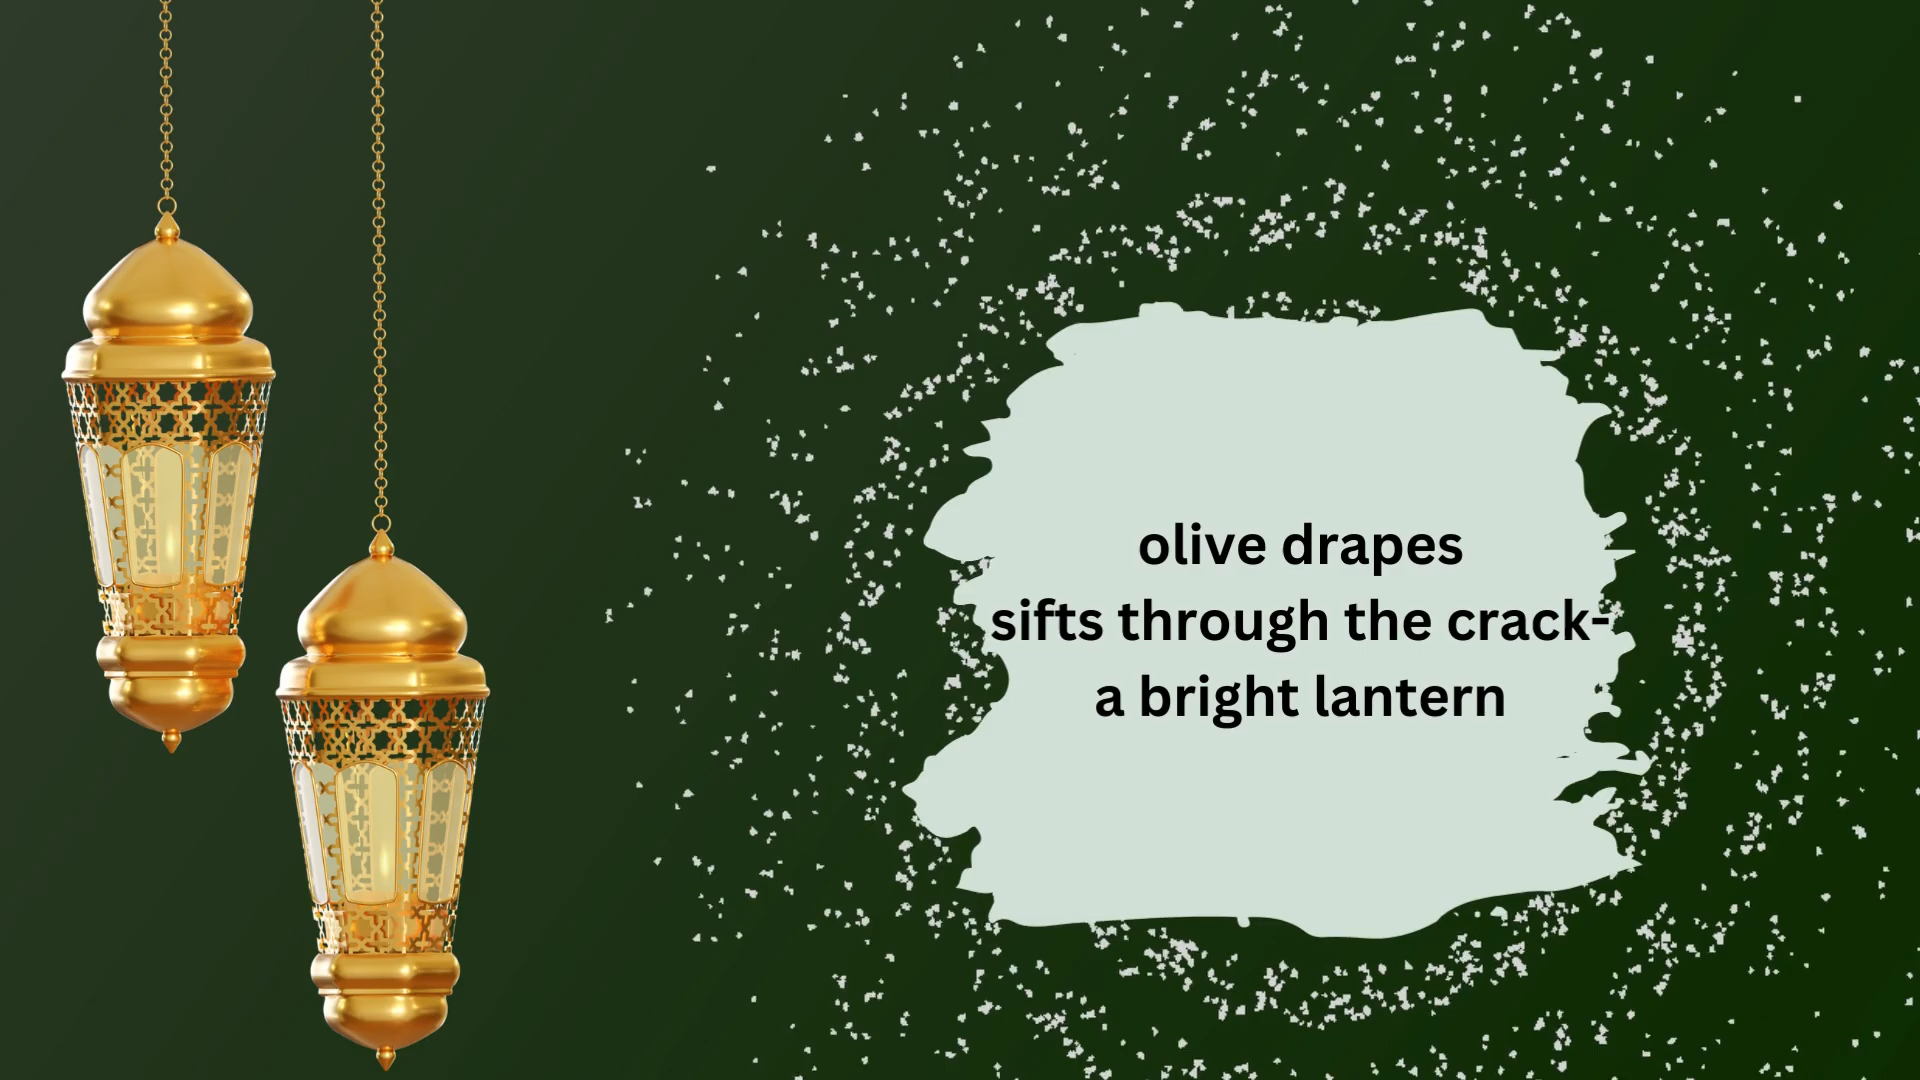 olive drapes
sifts through the crack-
a bright lantern